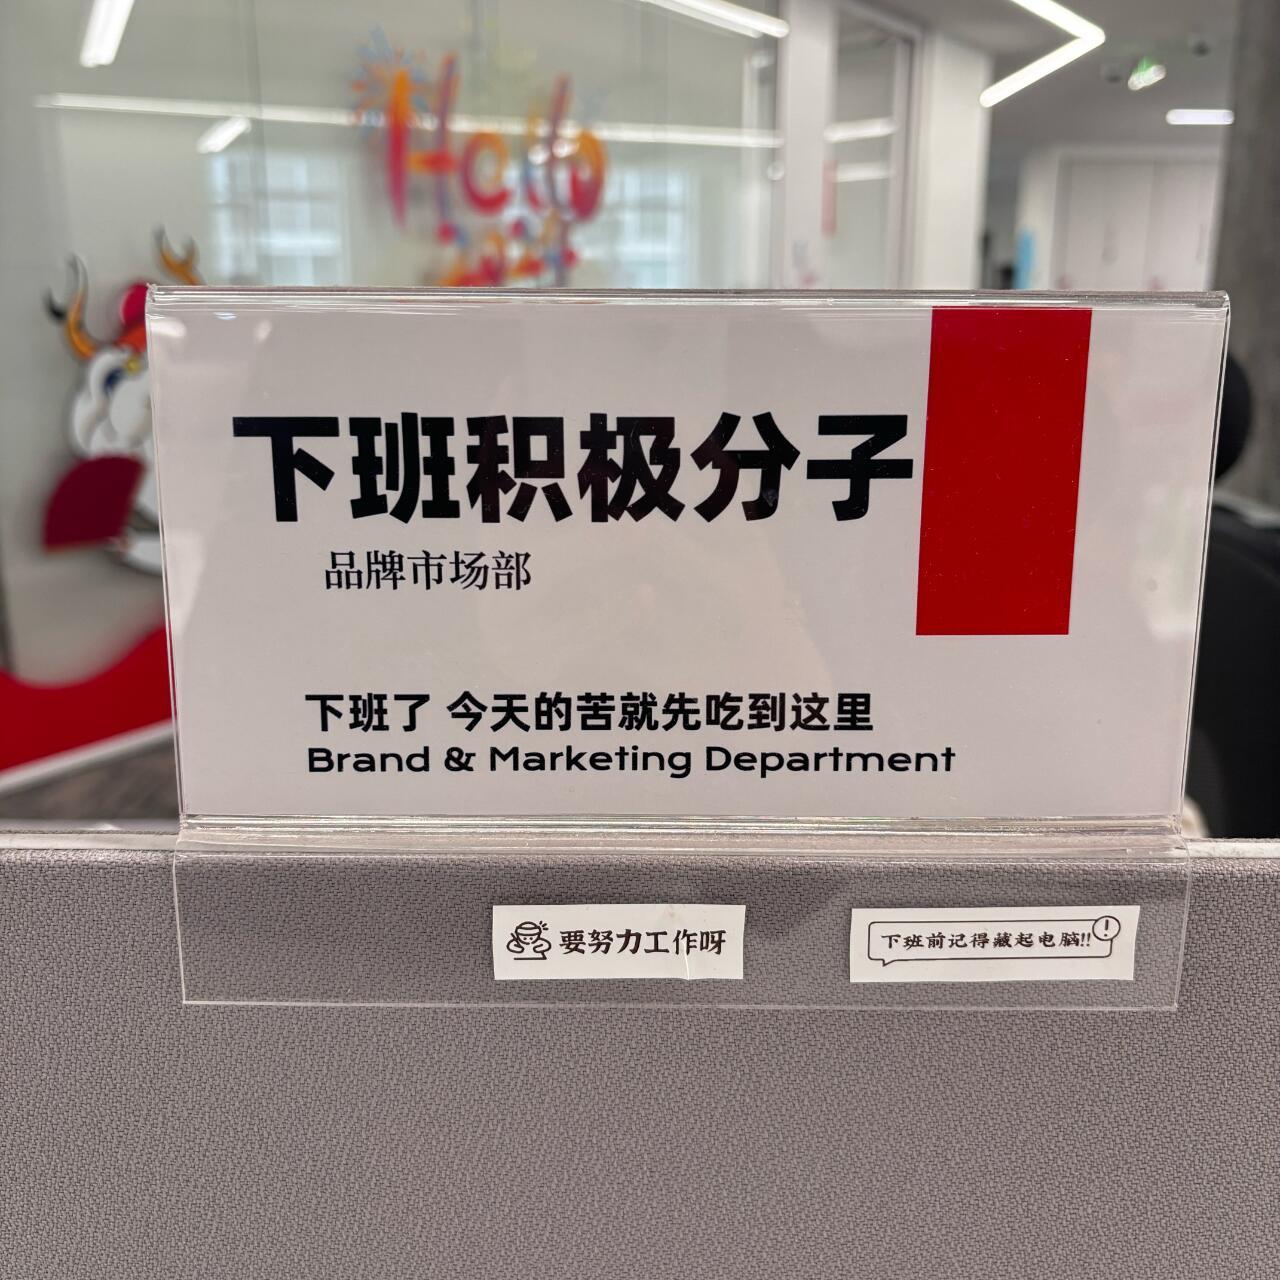 Hello
下班积极分子
品牌市场部
下班了 今天的苦就先吃到这里
Brand & Marketing Department
要努力工作呀
下班前记得藏起电脑!!